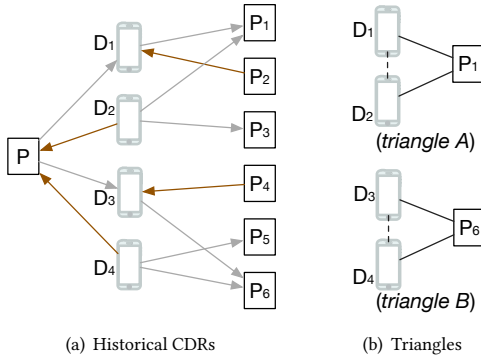 D1
P1
P2
D2
P3
P
D3
P4
D4
P5
P6
(a) Historical CDRs
D1
P1
D2
(triangle A)
D3
P6
D4
(triangle B)
(b) Triangles